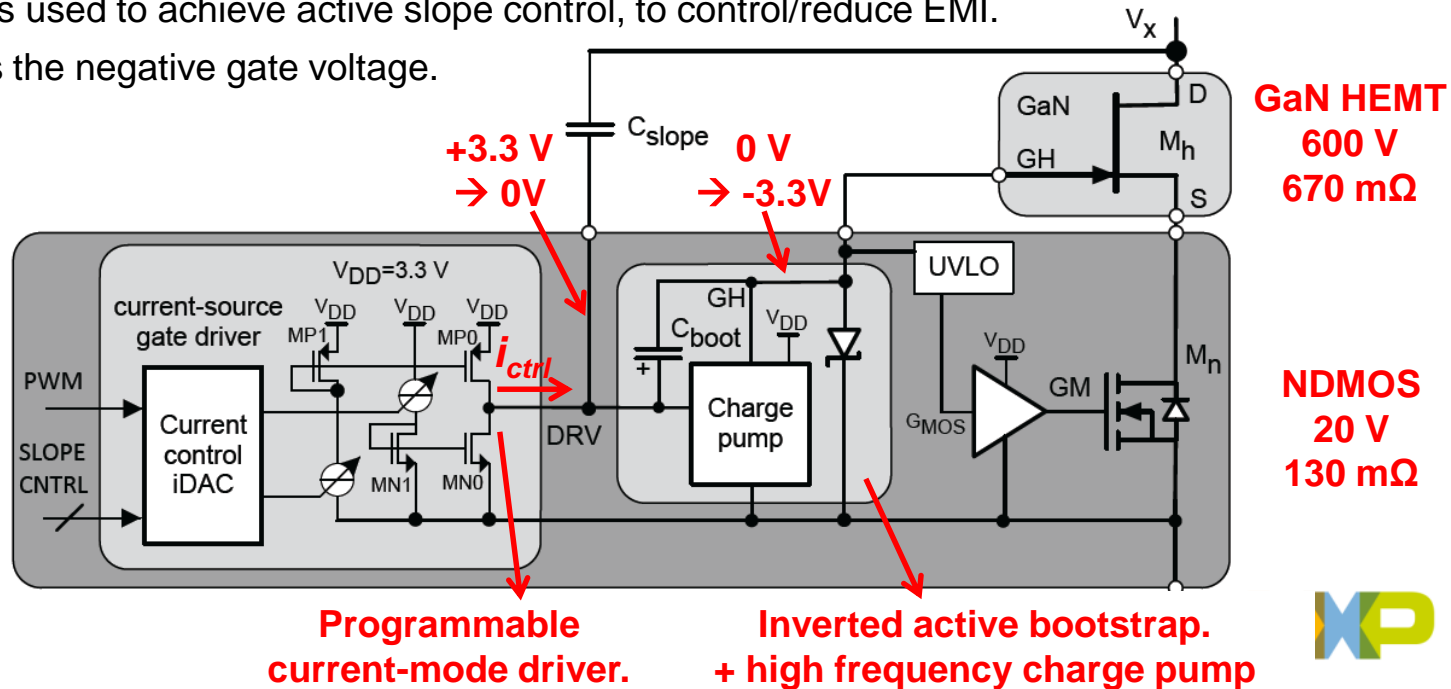 s used to achieve active slope control, to control/reduce EMI.
s the negative gate voltage.
Vx
D
GaN
GH
Mh
S
GaN HEMT
600 V
670 mΩ
Cslope
+3.3 V
→ 0V
0 V
→ -3.3V
VDD=3.3 V
current-source
gate driver
VDD
VDD
VDD
MP1
MP0
ictrl
PWM
SLOPE
CNTRL
Current
control
iDAC
MN1
MN0
DRV
GH
Cboot
+
VDD
Charge
pump
UVLO
VDD
GMOS
GM
Mn
NDMOS
20 V
130 mΩ
Programmable
current-mode driver.
Inverted active bootstrap.
+ high frequency charge pump
XP